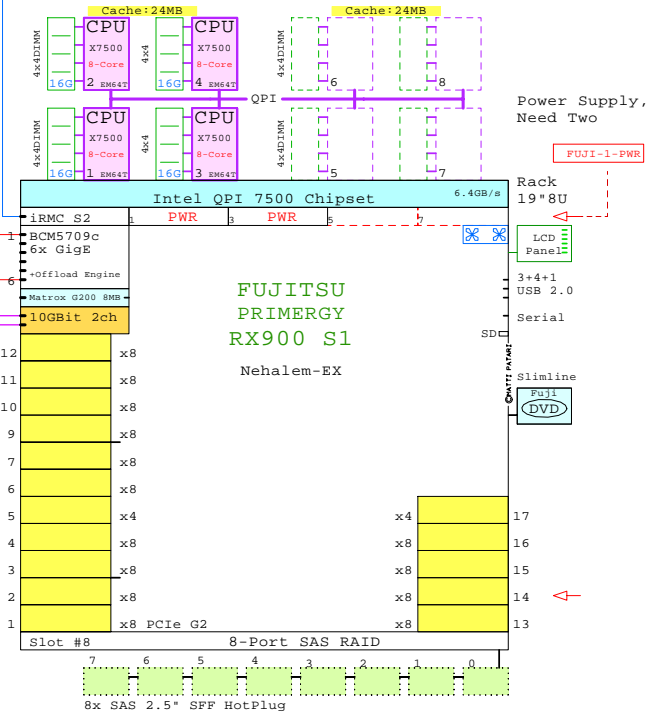 Cache:24MB
Cache:24MB
4x4DIMM
16G
CPU
X7500
8-Core
2 EM64T
4x4
16G
CPU
X7500
8-Core
4 EM64T
4x4DIMM
6
8
QPI
4x4DIMM
16G
CPU
X7500
8-Core
1 EM64T
4x4
16G
CPU
X7500
8-Core
3 EM64T
4x4DIMM
5
7
Power Supply,
Need Two
FUJI-1-PWR
Rack
19"8U
Intel QPI 7500 Chipset
6.4GB/s
iRMC S2
1
PWR
3
PWR
5
7
1
BCM5709c
6x GigE
6
+Offload Engine
Matrox G200 8MB
10GBit 2ch
LCD
Panel
3+4+1
USB 2.0
Serial
SD
©MATTI PATARI
Slimline
Fuji
DVD
FUJITSU
PRIMERGY
RX900 S1
Nehalem-EX
12 x8
11 x8
10 x8
9 x8
7 x8
6 x8
5 x4
4 x8
3 x8
2 x8
1 x8 PCIe G2
x4 17
x8 16
x8 15
x8 14
x8 13
Slot #8
8-Port SAS RAID
7 6 5 4 3 2 1 0
8x SAS 2.5" SFF HotPlug